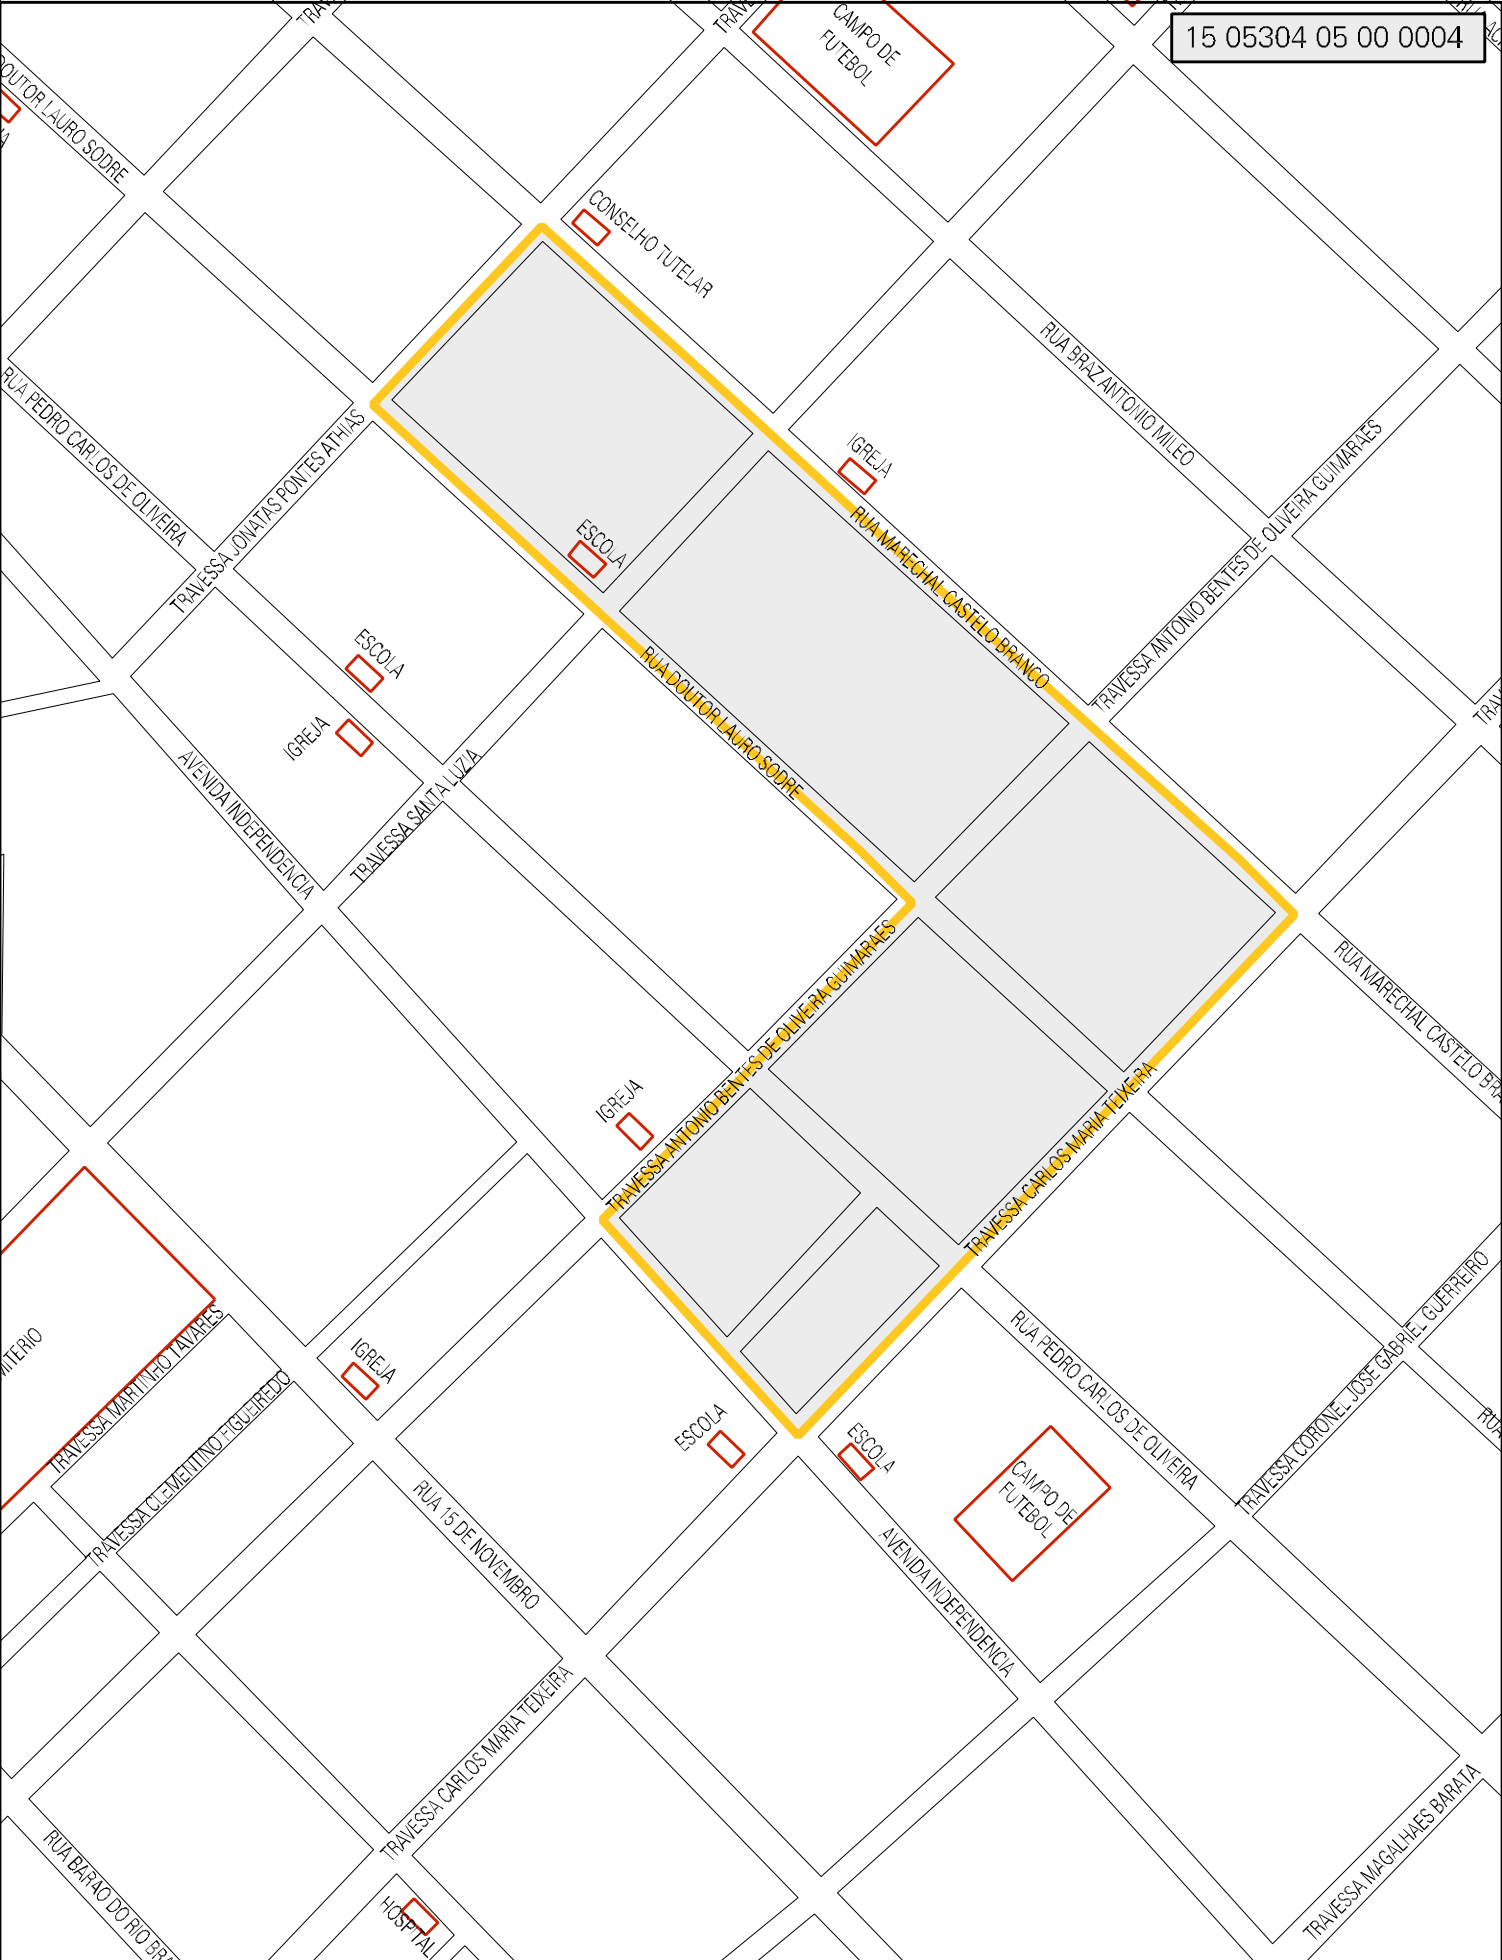 15 05304 05 00 0004
CAMPO DE
FUTEBOL
DOUTOR LAURO SODRE
CONSELHO TUTELAR
RUA BRAZ ANTONIO MILEO
RUA PEDRO CARLOS DE OLIVEIRA
TRAVESSA JONATAS PONTES ATHIAS
IGREJA
TRAVESSA ANTONIO BENTES DE OLIVEIRA GUIMARAES
RUA MARECHAL CASTELO BRANCO
ESCOLA
ESCOLA
RUA DOUTOR LAURO SODRE
IGREJA
AVENIDA INDEPENDENCIA
TRAVESSA SANTA LUZIA
TRAVESSA ANTONIO BENTES DE OLIVEIRA GUIMARAES
RUA MARECHAL CASTELO BRA
IGREJA
TRAVESSA CARLOS MARIA TEIXEIRA
MITERIO
TRAVESSA MARTINHO TAVARES
TRAVESSA CLEMENTINO FIGUEIREDO
IGREJA
RUA PEDRO CARLOS DE OLIVEIRA
TRAVESSA CORONEL JOSE GABRIEL GUERREIRO
RUA
ESCOLA
ESCOLA
CAMPO DE
FUTEBOL
RUA 15 DE NOVEMBRO
AVENIDA INDEPENDENCIA
TRAVESSA CARLOS MARIA TEIXEIRA
TRAVESSA MAGALHAES BARATA
RUA BARAO DO RIO BRA
HOSPITAL